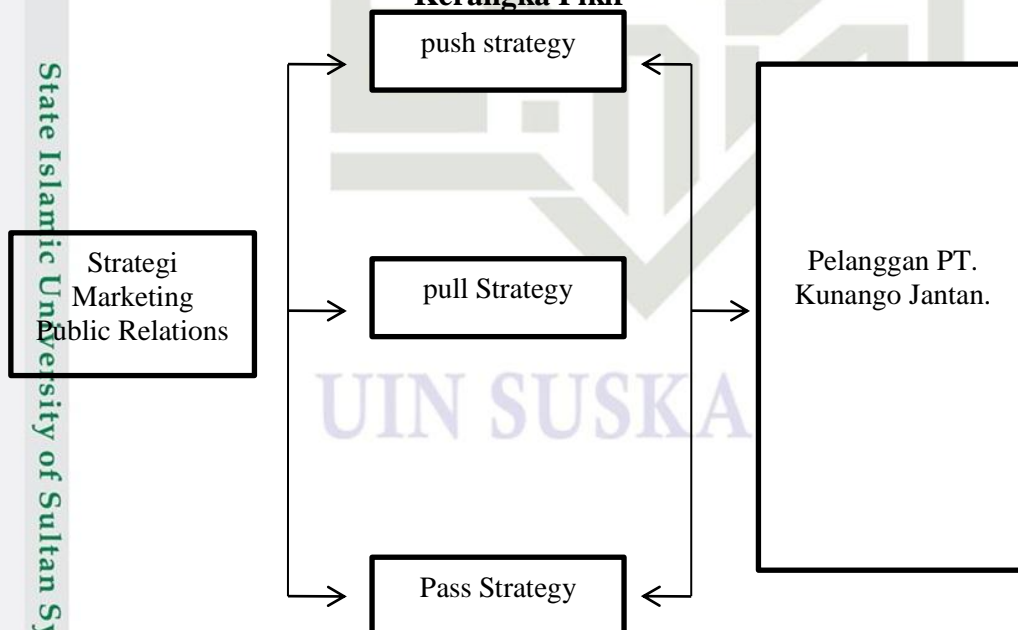 Kerangka Pikir
push strategy
State Islamic University of Sultan Sy
Strategi
Marketing
Public Relations
pull Strategy
Pelanggan PT.
Kunango Jantan.
UIN SUSKA
Pass Strategy